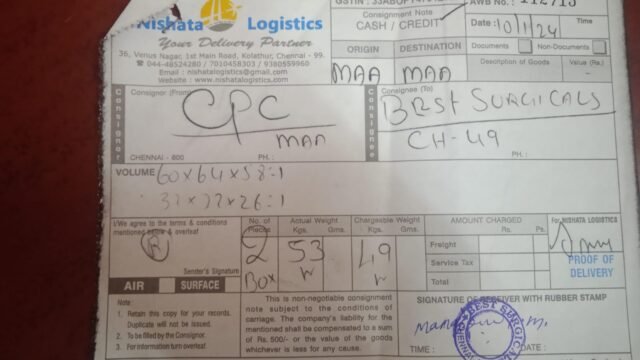 Nishata Logistics
Your Delivery Partner
36, Venus Nagar, 1st Main Road, Kolathur, Chennai - 99.
☎ 044-48524280 / 7010458303 / 9380559960
Email : nishatalogistics@gmail.com
Website : www.nishatalogistics.com
Consignment Note
CASH / CREDIT
AWB No.: 112713
Date: 10/1/24 Time
ORIGIN DESTINATION
MAA MAA
Documents Non-Documents
Description of Goods Value (Rs.)
Consignor
Consignor (From)
CPC
MAA
CHENNAI - 600 PH. :
Consignee
Consignee (To)
BEST SURGICALS
CH-49
PH. :
VOLUME 60x64x58:1
26:1
I/We agree to the terms & conditions
mentioned below & overleaf
Sender's Signature
No. of Pieces
2
BOX
Actual Weight
Kgs. Gms.
53
Chargeable Weight
Kgs. Gms.
49
AMOUNT CHARGED
Rs. Ps.
Freight
Service Tax
Total
For NISHATA LOGISTICS
PROOF OF
DELIVERY
AIR SURFACE
Note :
1. Retain this copy for your records.
Duplicate will not be issued.
2. To be filled by the Consignor.
3. For information turn overleaf.
This is non-negotiable consignment
note subject to the conditions of
carriage. The company's liability for the
mentioned shall be compensated to a sum
of Rs. 500/- or the value of the goods
whichever is less for any cause.
SIGNATURE OF RECEIVER WITH RUBBER STAMP
BEST SURGICALS
TIME : DATE :